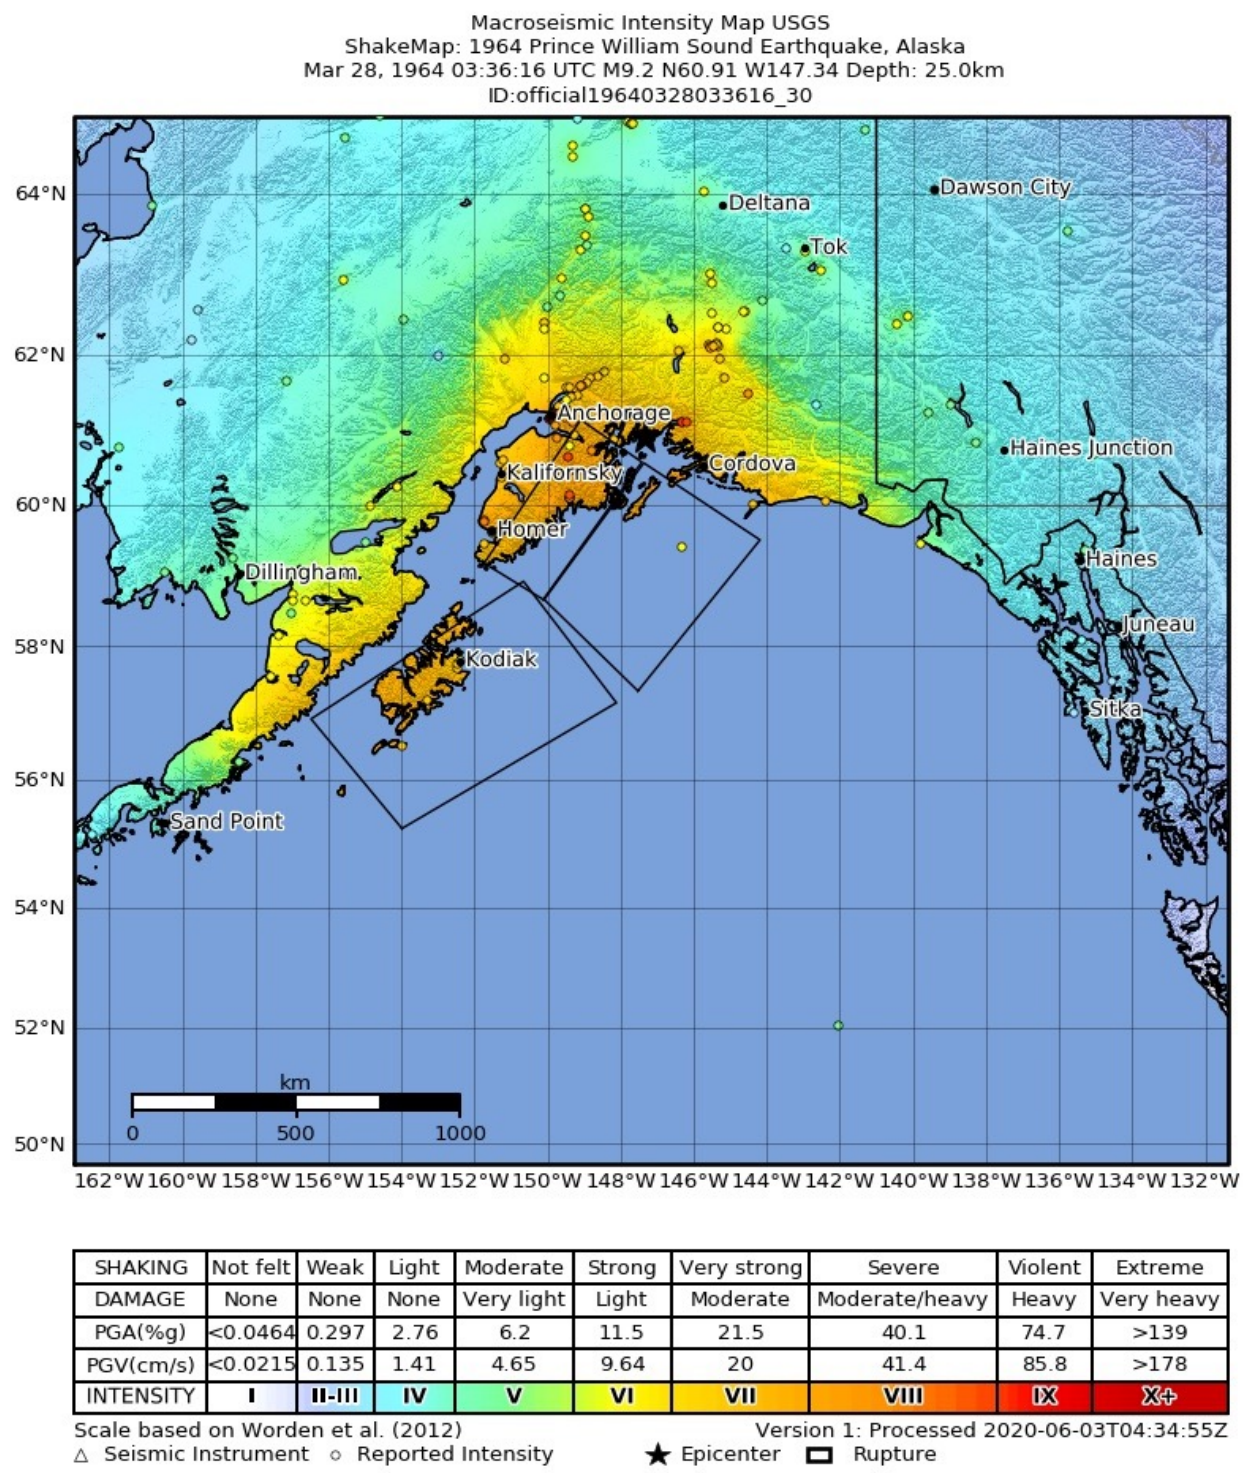 Macroseismic Intensity Map USGS
ShakeMap: 1964 Prince William Sound Earthquake, Alaska
Mar 28, 1964 03:36:16 UTC M9.2 N60.91 W147.34 Depth: 25.0km
ID:official19640328033616_30
64°N
Dawson City
Deltana
Tok
62°N
Anchorage
Haines Junction
Cordova
Kalifornsky
60°N
Homer
Haines
Dillingham
Juneau
58°N
Kodiak
Sitka
56°N
Sand Point
54°N
52°N
km
0 500 1000
50°N
162°W 160°W 158°W 156°W 154°W 152°W 150°W 148°W 146°W 144°W 142°W 140°W 138°W 136°W 134°W 132°W
SHAKING Not felt Weak Light Moderate Strong Very strong Severe Violent Extreme
DAMAGE None None None Very light Light Moderate Moderate/heavy Heavy Very heavy
PGA(%g) <0.0464 0.297 2.76 6.2 11.5 21.5 40.1 74.7 >139
PGV(cm/s) <0.0215 0.135 1.41 4.65 9.64 20 41.4 85.8 >178
INTENSITY I II-III IV V VI VII VIII IX X+
Scale based on Worden et al. (2012) Version 1: Processed 2020-06-03T04:34:55Z
△ Seismic Instrument ○ Reported Intensity ★ Epicenter ▭ Rupture